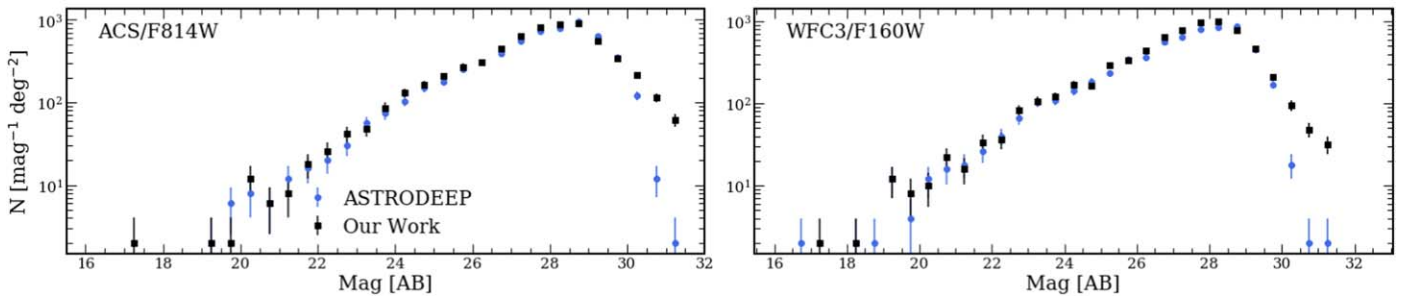 ACS/F814W
N [mag⁻¹ deg⁻²]
10³
10²
10¹
ASTRODEEP
Our Work
16 18 20 22 24 26 28 30 32
Mag [AB]
WFC3/F160W
10³
10²
10¹
16 18 20 22 24 26 28 30 32
Mag [AB]